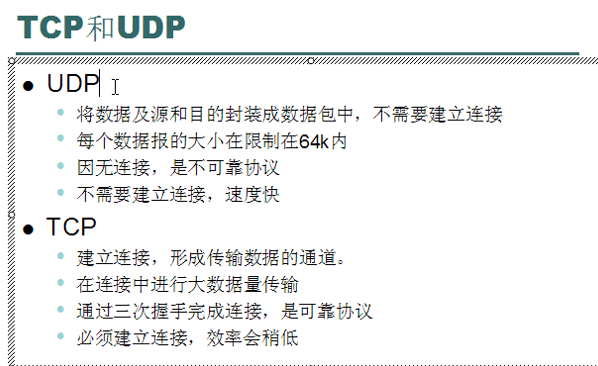 TCP和UDP
UDP
将数据及源和目的封装成数据包中，不需要建立连接
每个数据报的大小在限制在64k内
因无连接，是不可靠协议
不需要建立连接，速度快
TCP
建立连接，形成传输数据的通道。
在连接中进行大数据量传输
通过三次握手完成连接，是可靠协议
必须建立连接，效率会稍低